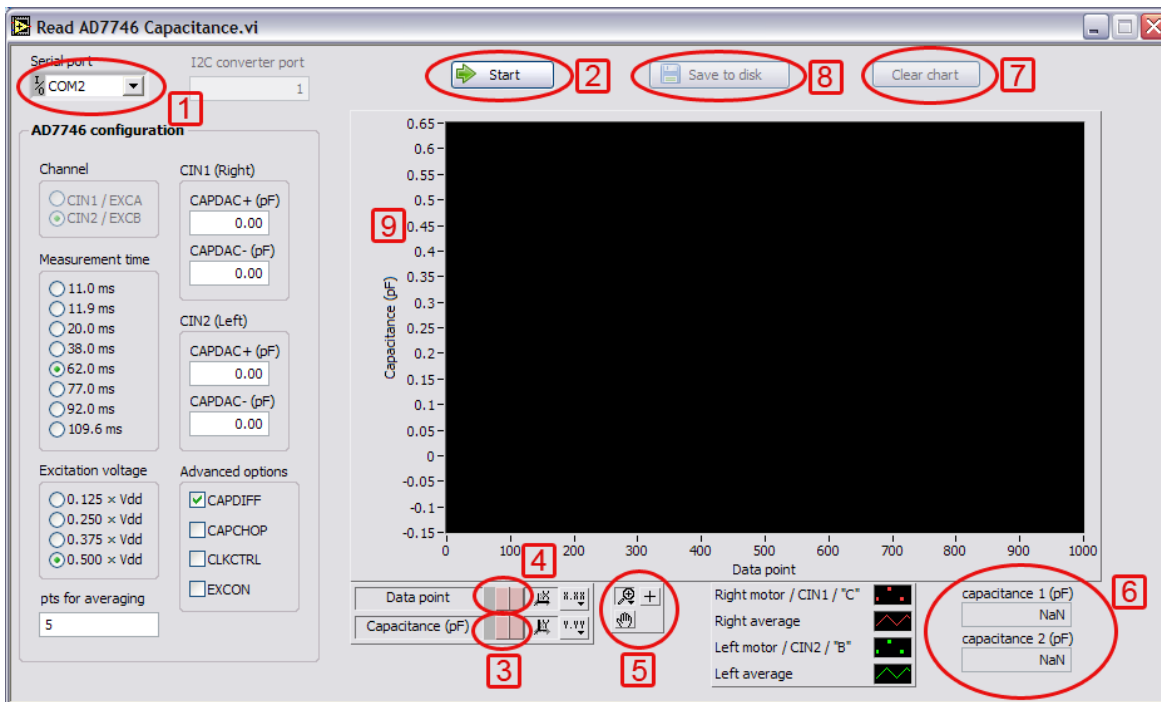 Read AD7746 Capacitance.vi
Serial port
COM2
1
I2C converter port
1
Start
2
Save to disk
8
Clear chart
7
AD7746 configuration
Channel
CIN1 / EXCA
CIN2 / EXCB
Measurement time
11.0 ms
11.9 ms
20.0 ms
38.0 ms
62.0 ms
77.0 ms
92.0 ms
109.6 ms
Excitation voltage
0.125 × Vdd
0.250 × Vdd
0.375 × Vdd
0.500 × Vdd
pts for averaging
5
CIN1 (Right)
CAPDAC+ (pF)
0.00
CAPDAC- (pF)
0.00
CIN2 (Left)
CAPDAC+ (pF)
0.00
CAPDAC- (pF)
0.00
Advanced options
CAPDIFF
CAPCHOP
CLKCTRL
EXCON
9
Capacitance (pF)
0.65
0.6
0.55
0.5
0.45
0.4
0.35
0.3
0.25
0.2
0.15
0.1
0.05
0
-0.05
-0.1
-0.15
0 100 200 300 400 500 600 700 800 900 1000
Data point
4
Data point
X
X.XX
Capacitance (pF)
Y
Y.YY
3
5
Right motor / CIN1 / "C"
Right average
Left motor / CIN2 / "B"
Left average
capacitance 1 (pF)
NaN
capacitance 2 (pF)
NaN
6